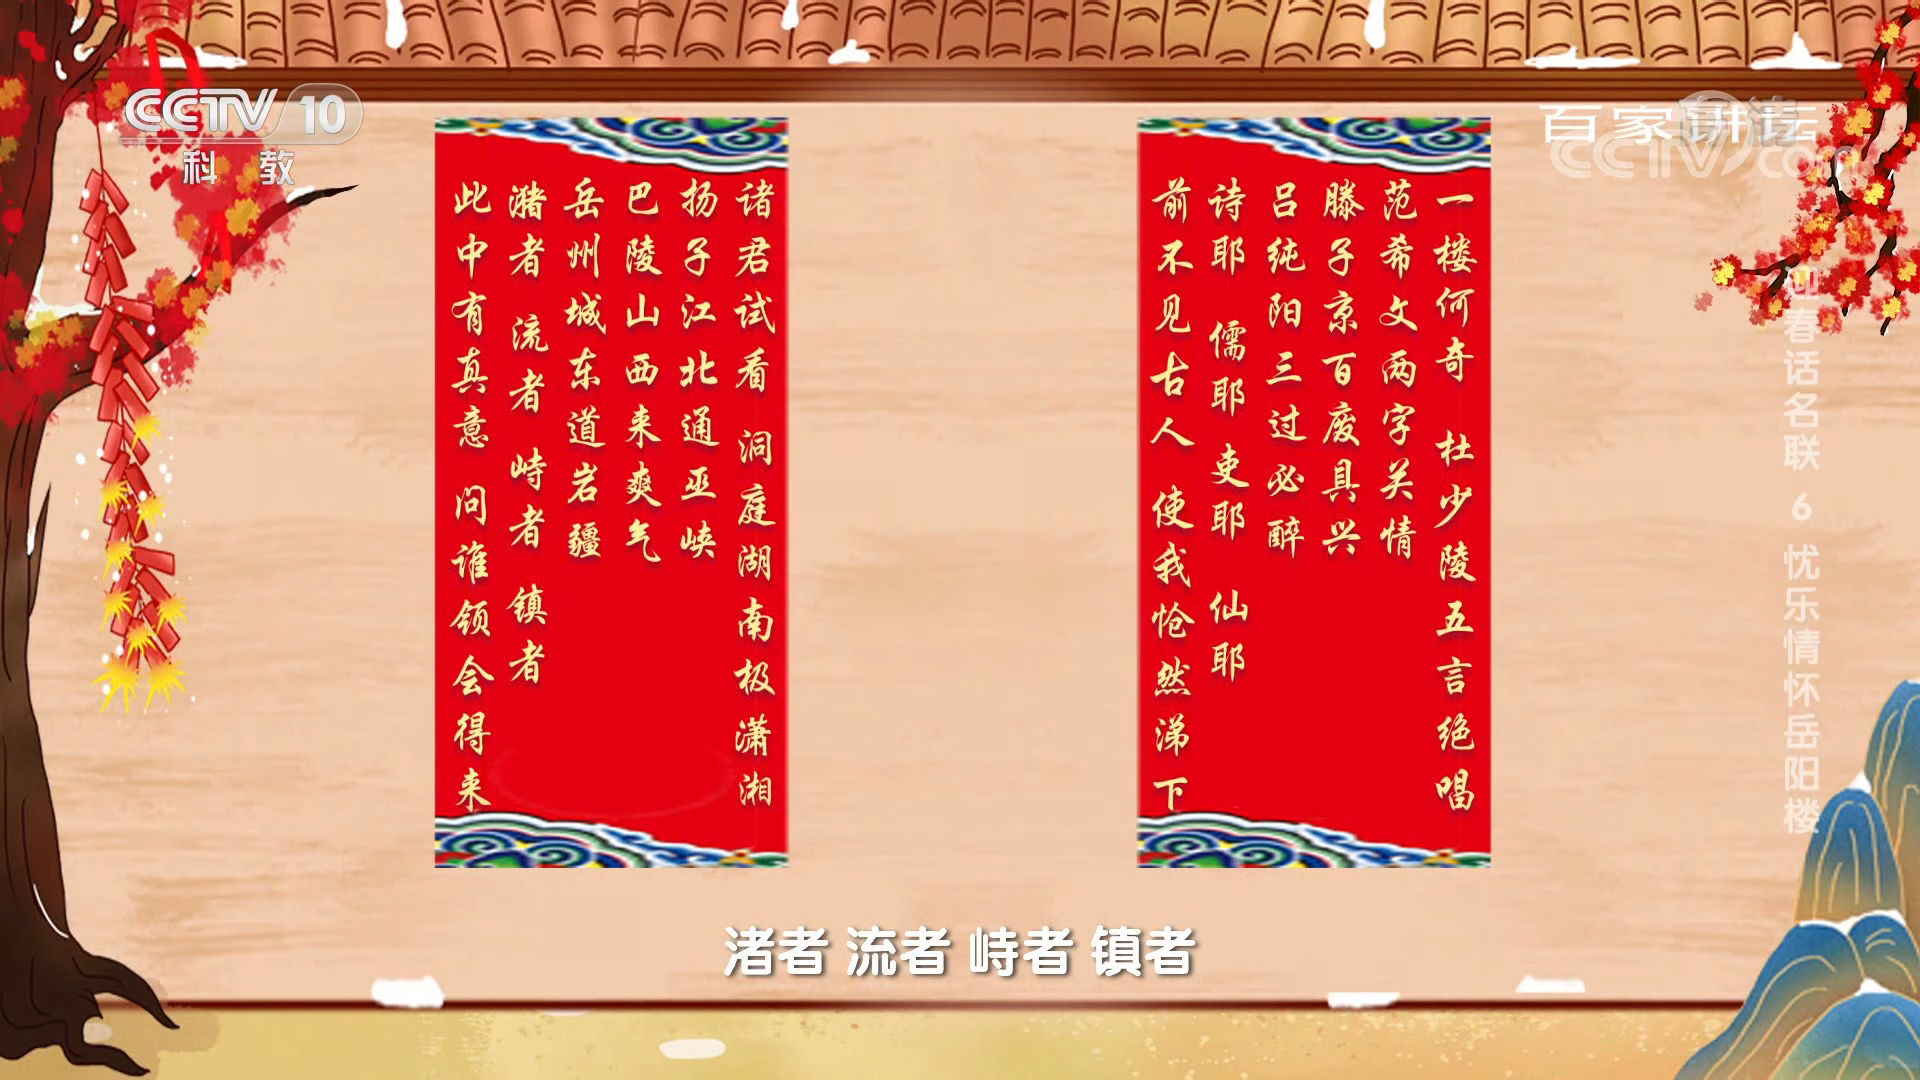 CCTV 10
科 教
百家讲坛
央视网
CCTV.com
一楼何奇 杜少陵五言绝唱
范希文两字关情
滕子京百废具兴
吕纯阳三过必醉
诗耶 儒耶 吏耶 仙耶
前不见古人 使我怆然涕下
诸君试看 洞庭湖南极潇湘
扬子江北通巫峡
巴陵山西来爽气
岳州城东道岩疆
潴者 流者 峙者 镇者
此中有真意 问谁领会得来
迎春话名联 6 忧乐情怀岳阳楼
渚者 流者 峙者 镇者